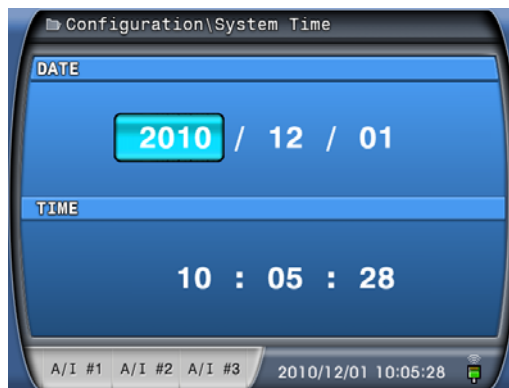 Configuration\System Time
DATE
2010 / 12 / 01
TIME
10 : 05 : 28
A/I #1 A/I #2 A/I #3 2010/12/01 10:05:28